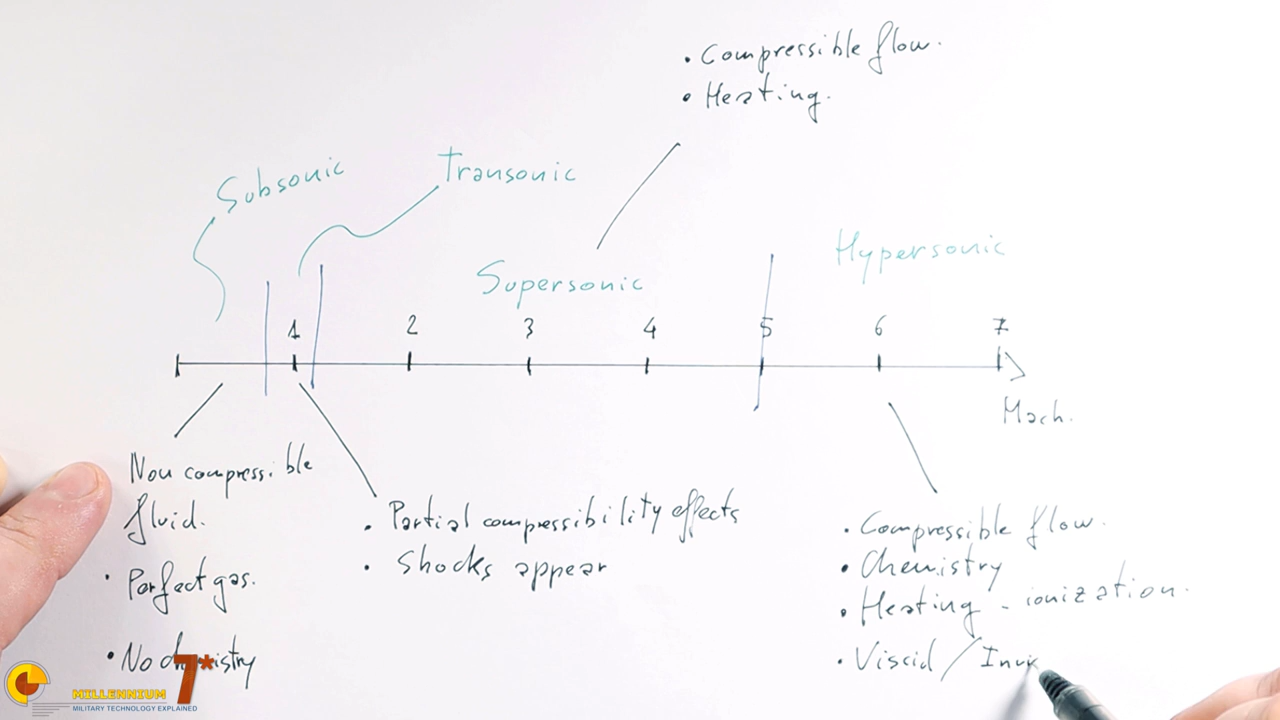 • Compressible flow.
• Heating.
Subsonic
Transonic
Supersonic
Hypersonic
1 2 3 4 5 6 7
Mach.
Non compressible
fluid.
• Perfect gas.
• No chemistry
• Partial compressibility effects
• Shocks appear
• Compressible flow.
• Chemistry
• Heating - ionization.
• Viscid / Invi
7*
MILLENNIUM
MILITARY TECHNOLOGY EXPLAINED